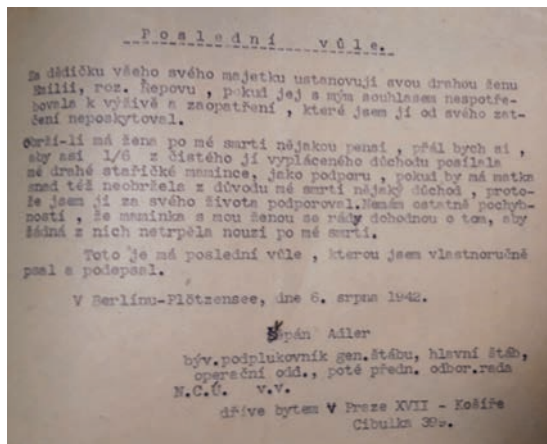 Poslední vůle.
Za dědičku všeho svého majetku ustanovuji svou drahou ženu
Emilii, roz. Řepovu , pokud jej s mým souhlasem nespotře-
bovala k výživě a zaopatření , které jsem jí od svého zat-
čení neposkytoval.
Obrží-li má žena po mé smrti nějakou pensi , přál bych si ,
aby asi 1/6 z čistého jí vypláceného důchodu posílala
mé drahé stařičké mamince, jako podporu , pokud by má matka
snad též neobržela z důvodu mé smrti nějaký důchod , proto-
že jsem jí za svého života podporoval.Nemám ostatně pochyb-
ností , že maminka s mou ženou se rády dohodnou o tom, aby
žádná z nich netrpěla nouzí po mé smrti.
Toto je má poslední vůle , kterou jsem vlastnoručně
psal a podepsal.
V Berlínu-Plötzensee, dne 6. srpna 1942.
Štěpán Adler
býv.podplukovník gen.štábu, hlavní štáb,
operační odd., poté předn. odbor.rada
N.C.Ú. v.v.
dříve bytem V Praze XVII - Košíře
Cibulka 39